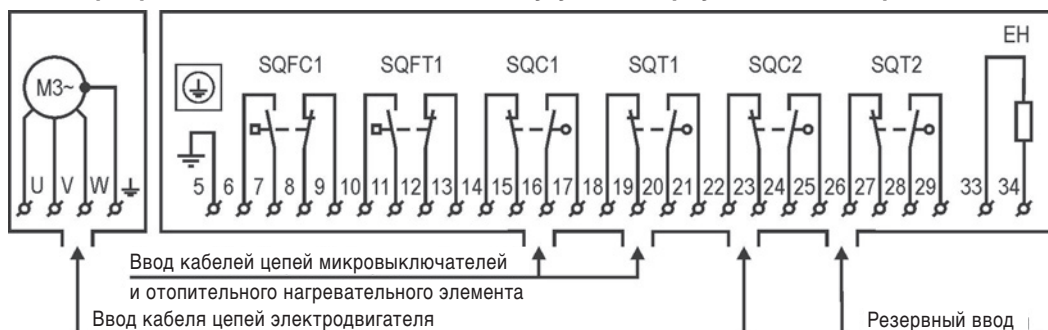 EH
SQFC1 SQFT1 SQC1 SQT1 SQC2 SQT2
M3~
U V W 5 6 7 8 9 10 11 12 13 14 15 16 17 18 19 20 21 22 23 24 25 26 27 28 29 33 34
Ввод кабелей цепей микровыключателей
и отопительного нагревательного элемента
Ввод кабеля цепей электродвигателя
Резервный ввод